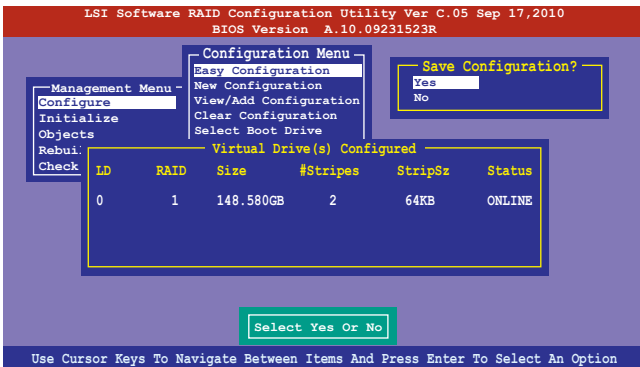 LSI Software RAID Configuration Utility Ver C.05 Sep 17,2010
BIOS Version A.10.09231523R
Management Menu
Configure
Initialize
Objects
Rebui
Check
Configuration Menu
Easy Configuration
New Configuration
View/Add Configuration
Clear Configuration
Select Boot Drive
Save Configuration?
Yes
No
Virtual Drive(s) Configured
LD RAID Size #Stripes StripSz Status
0 1 148.580GB 2 64KB ONLINE
Select Yes Or No
Use Cursor Keys To Navigate Between Items And Press Enter To Select An Option